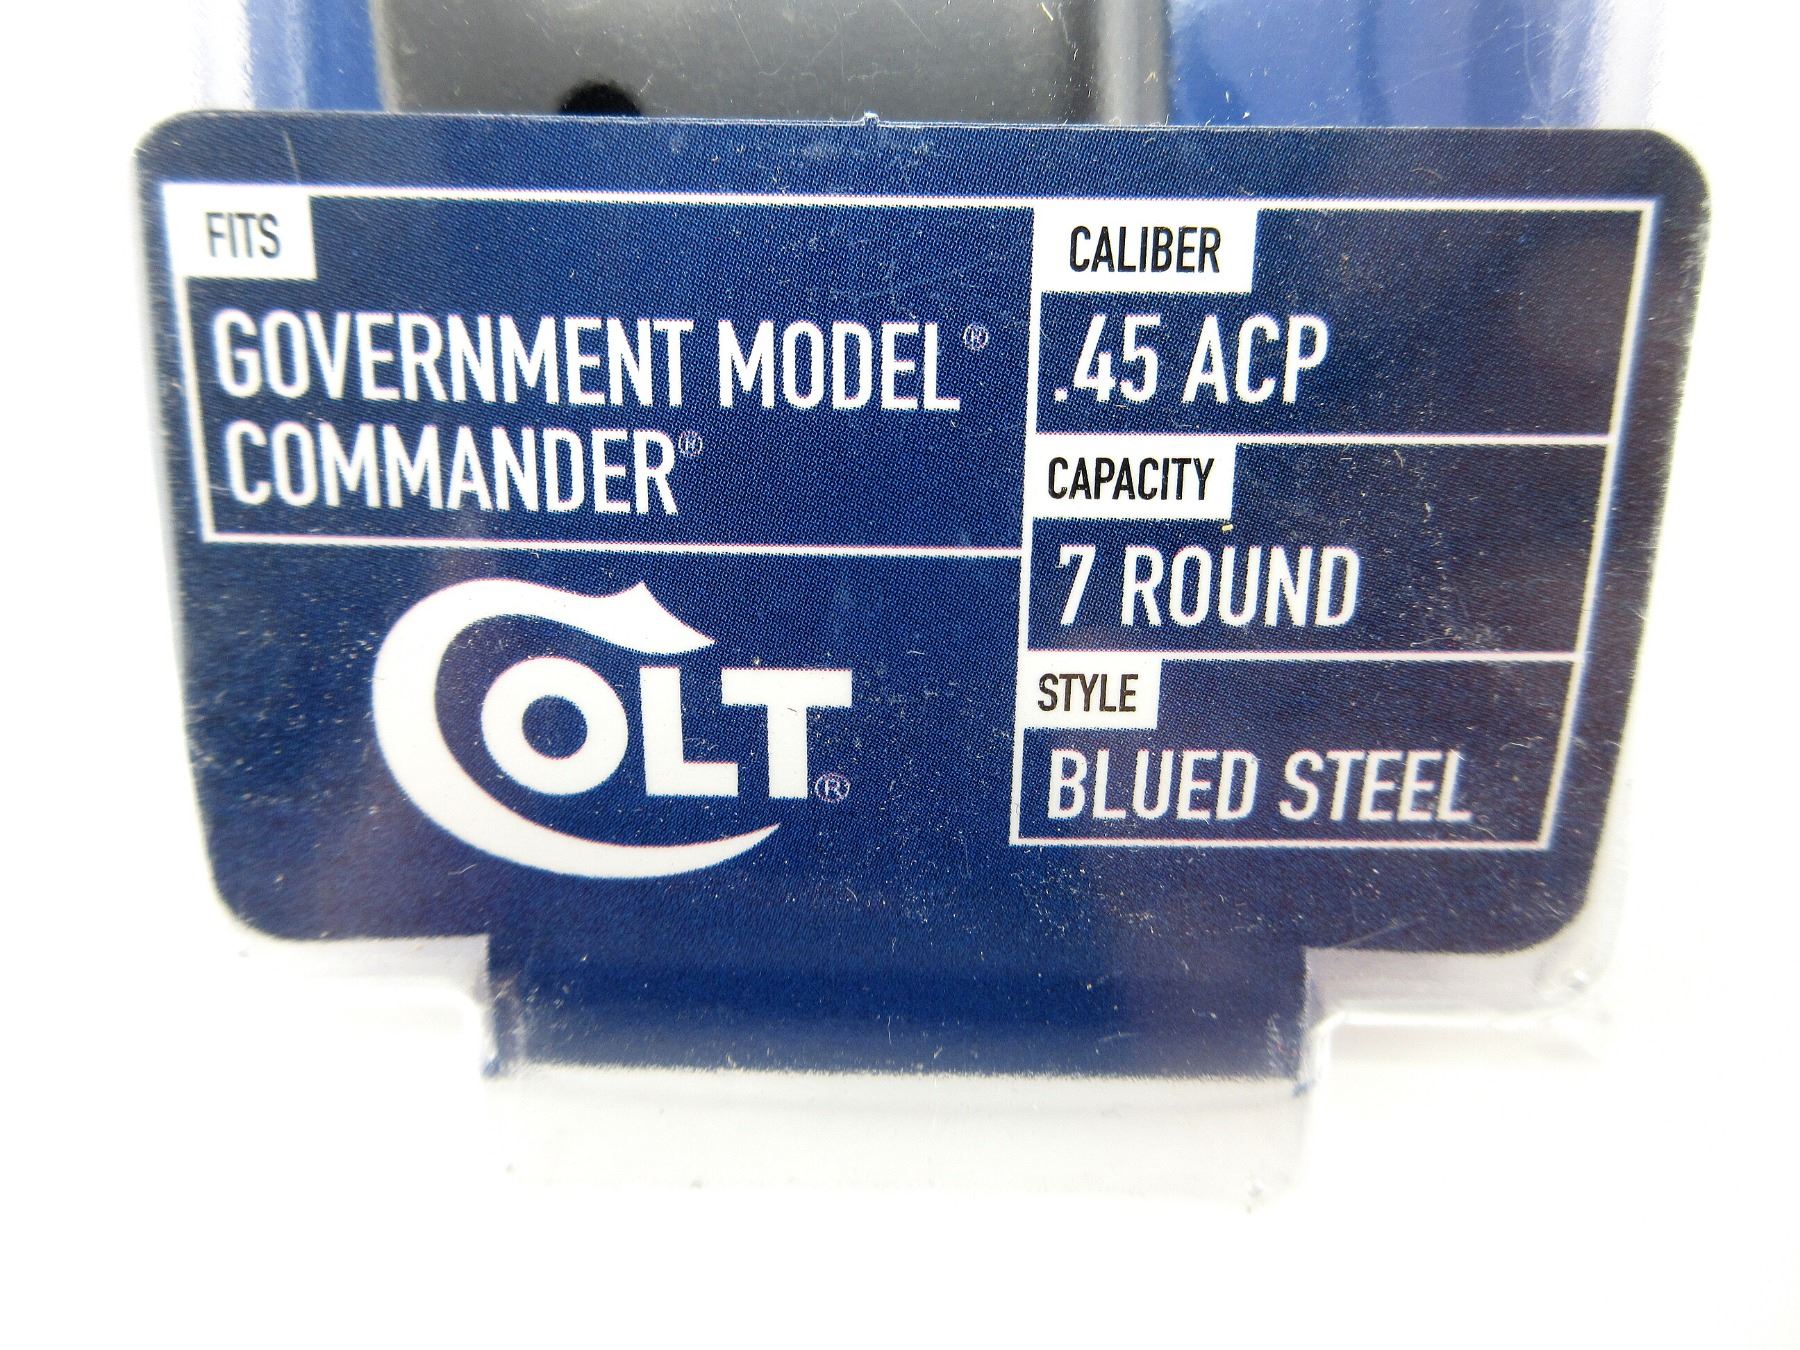 FITS
GOVERNMENT MODEL®
COMMANDER®
COLT®
CALIBER
.45 ACP
CAPACITY
7 ROUND
STYLE
BLUED STEEL